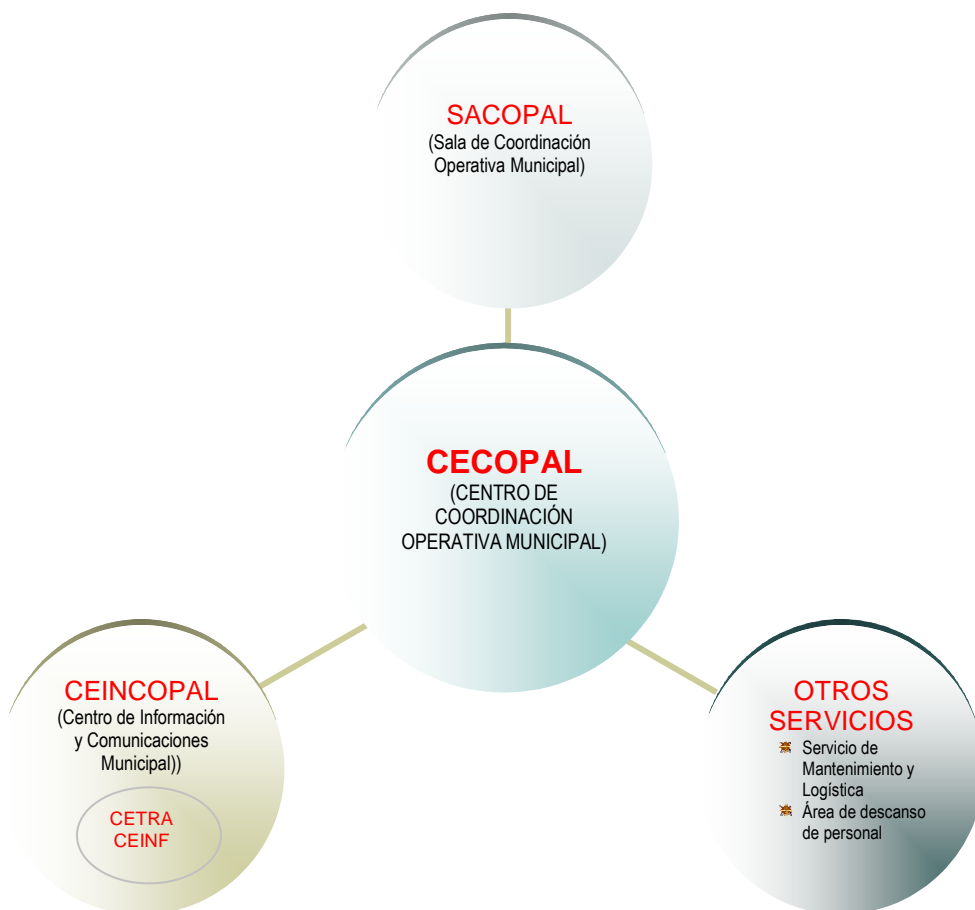 SACOPAL
(Sala de Coordinación
Operativa Municipal)
CECOPAL
(CENTRO DE
COORDINACIÓN
OPERATIVA MUNICIPAL)
CEINCOPAL
(Centro de Información
y Comunicaciones
Municipal))
CETRA
CEINF
OTROS
SERVICIOS
Servicio de
Mantenimiento y
Logística
Área de descanso
de personal